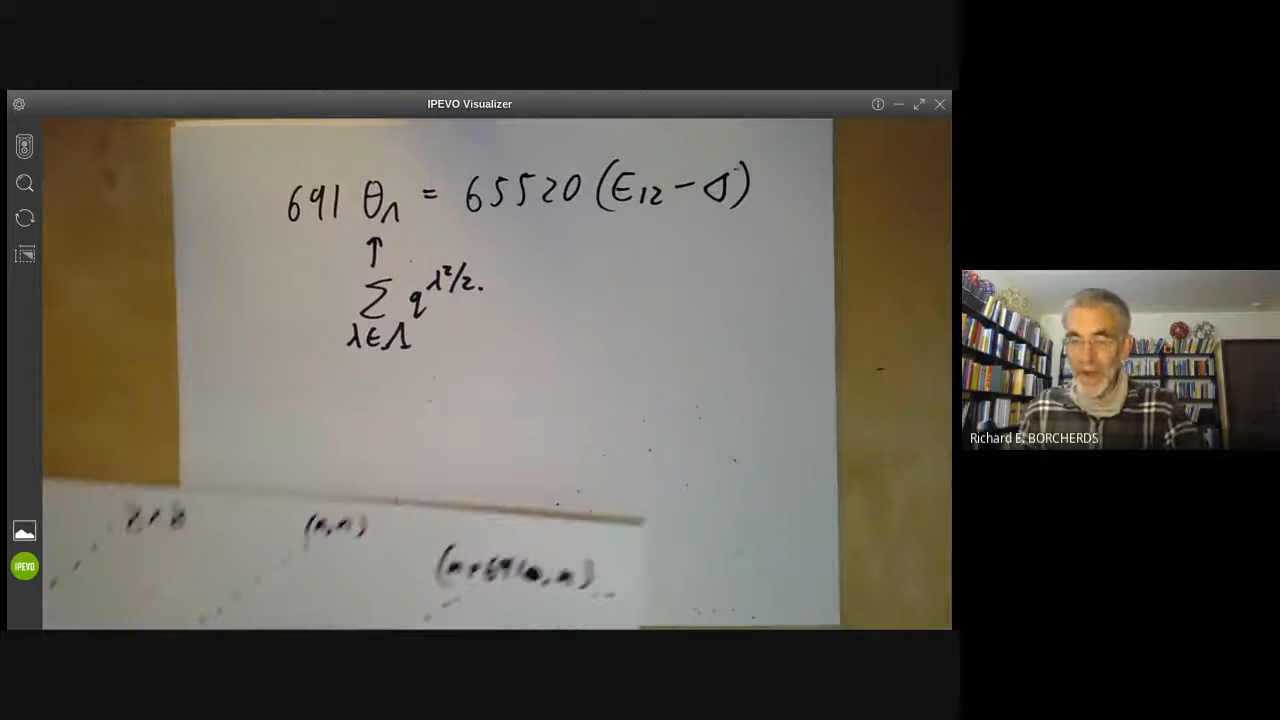 IPEVO Visualizer
691 θ_Λ = 65520 (E_12 − Δ)
↑
∑ q^{λ²/2}.
λ∈Λ
(n,n)
Richard E. BORCHERDS
IPEVO